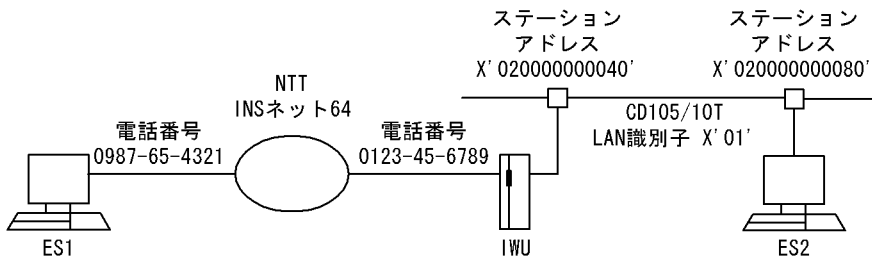 ステーション
アドレス
X'020000000040'
ステーション
アドレス
X'020000000080'
NTT
INSネット64
電話番号
0987-65-4321
電話番号
0123-45-6789
CD105/10T
LAN識別子 X'01'
ES1
IWU
ES2